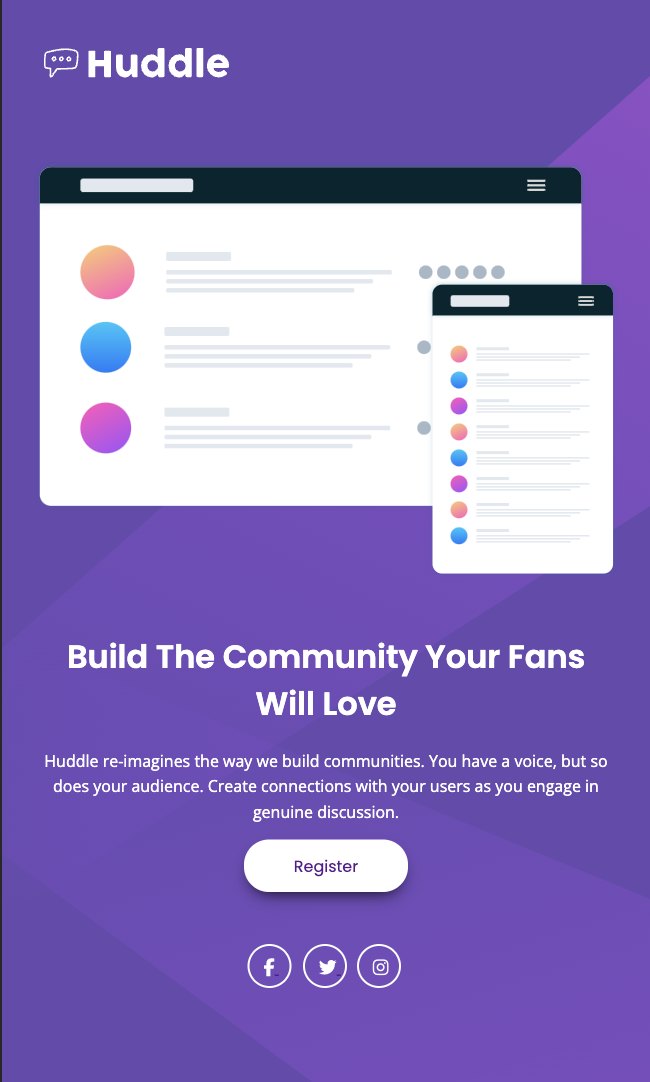 Huddle
Build The Community Your Fans
Will Love
Huddle re-imagines the way we build communities. You have a voice, but so
does your audience. Create connections with your users as you engage in
genuine discussion.
Register